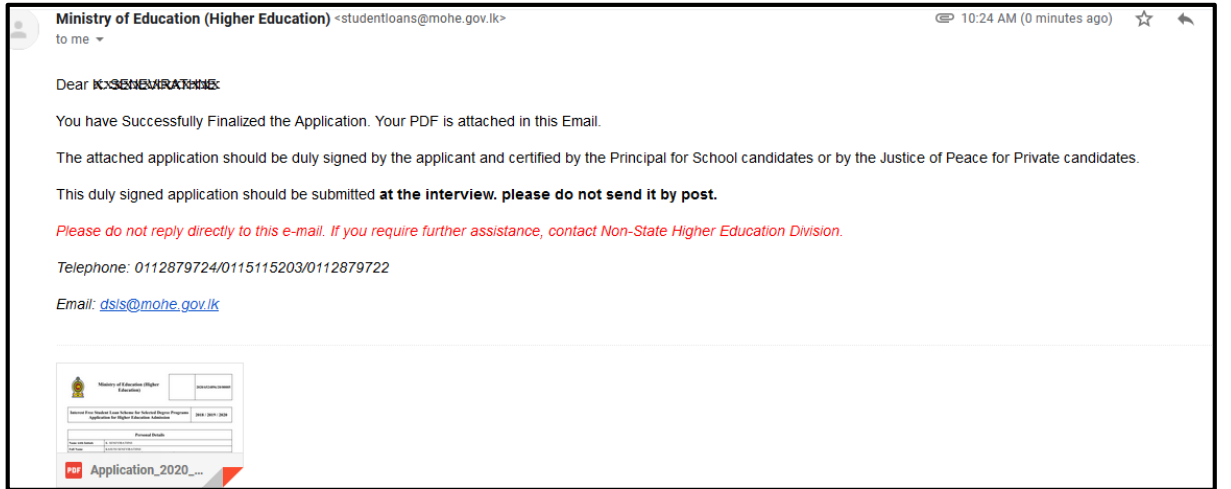 Ministry of Education (Higher Education) <studentloans@mohe.gov.lk>
10:24 AM (0 minutes ago)
to me
Dear K. SENEVIRATHNE
You have Successfully Finalized the Application. Your PDF is attached in this Email.
The attached application should be duly signed by the applicant and certified by the Principal for School candidates or by the Justice of Peace for Private candidates.
This duly signed application should be submitted at the interview. please do not send it by post.
Please do not reply directly to this e-mail. If you require further assistance, contact Non-State Higher Education Division.
Telephone: 0112879724/0115115203/0112879722
Email: dsls@mohe.gov.lk
Ministry of Education (Higher
Education)
Interest Free Student Loan Scheme for Selected Degree Programs
Application for Higher Education Admission
2018 / 2019 / 2020
Personal Details
PDF Application_2020_...